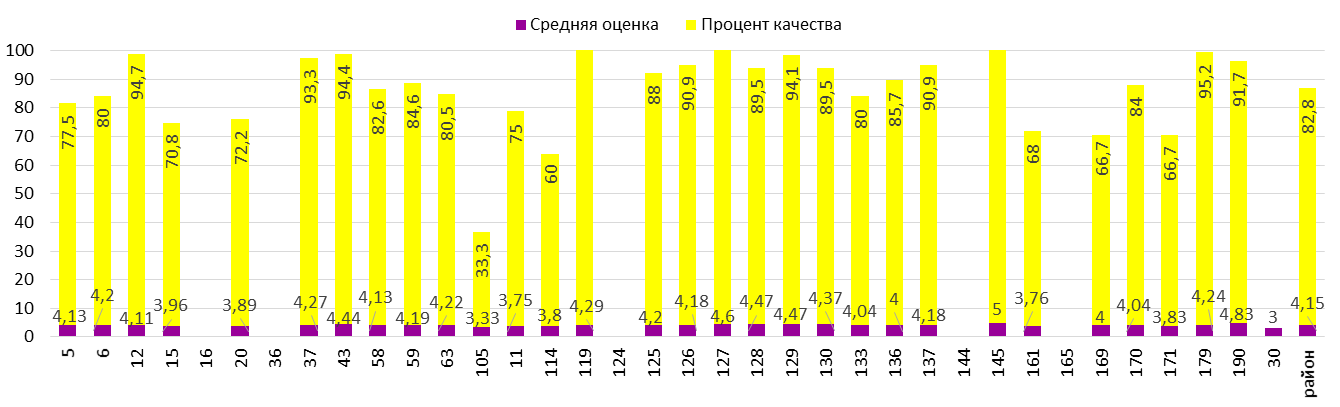 Средняя оценка Процент качества
100
90
80
70
60
50
40
30
20
10
0
77,5 80 94,7 70,8 72,2 93,3 94,4 82,6 84,6 80,5 33,3 75 60 88 90,9 89,5 94,1 89,5 80 85,7 90,9 68 66,7 84 66,7 95,2 91,7 82,8
4,13 4,2 4,11 3,96 3,89 4,27 4,44 4,13 4,19 4,22 3,33 3,75 3,8 4,29 4,2 4,18 4,6 4,47 4,47 4,37 4,04 4 4,18 5 3,76 4 4,04 3,83 4,24 4,83 3 4,15
5 6 12 15 16 20 36 37 43 58 59 63 105 11 114 119 124 125 126 127 128 129 130 133 136 137 144 145 161 165 169 170 171 179 190 30 район